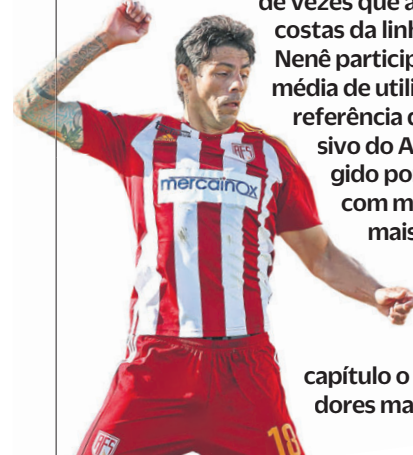 de vezes que a
costas da linh
Nenê particip
média de utili
referência d
sivo do A
gido po
com m
mais
mercainox
AFS
capítulo o
dores ma
AFS
18